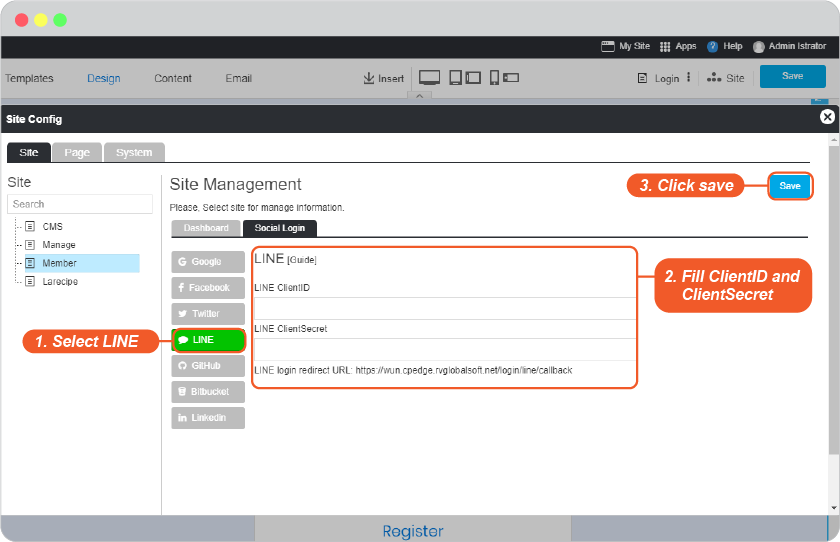 My Site Apps ? Help Admin Istrator
Templates Design Content Email Insert Login Site Save
Site Config
Site Page System
Site
Search
CMS
Manage
Member
Larecipe
Site Management
3. Click save
Save
Please, Select site for manage information.
Dashboard Social Login
Google
Facebook
Twitter
1. Select LINE
LINE
GitHub
Bitbucket
Linkedin
LINE [Guide]
LINE ClientID
LINE ClientSecret
LINE login redirect URL: https://wun.cpedge.rvglobalsoft.net/login/line/callback
2. Fill ClientID and
ClientSecret
Register